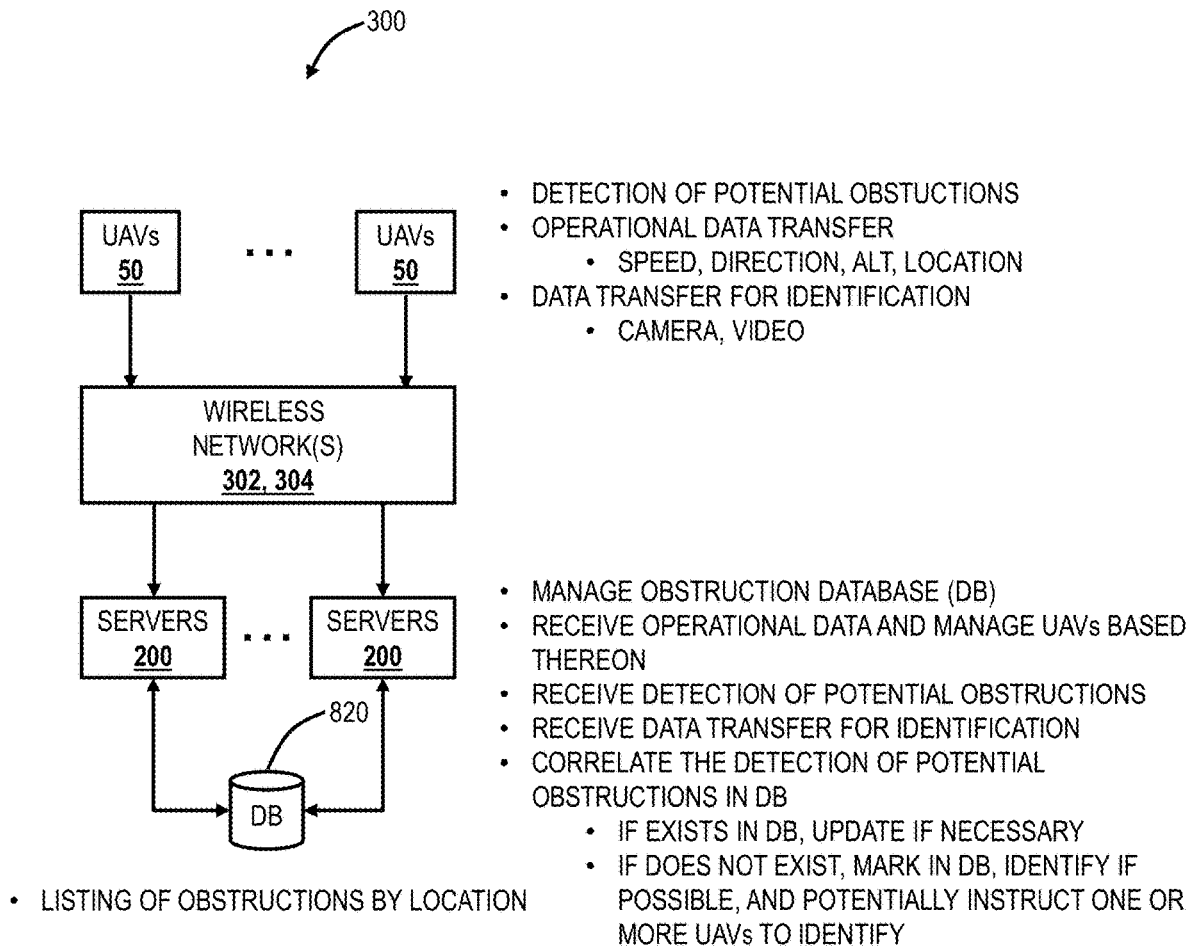 300
• DETECTION OF POTENTIAL OBSTUCTIONS
• OPERATIONAL DATA TRANSFER
• SPEED, DIRECTION, ALT, LOCATION
• DATA TRANSFER FOR IDENTIFICATION
• CAMERA, VIDEO
UAVs
50
...
UAVs
50
WIRELESS
NETWORK(S)
302, 304
SERVERS
200
...
SERVERS
200
820
DB
• LISTING OF OBSTRUCTIONS BY LOCATION
• MANAGE OBSTRUCTION DATABASE (DB)
• RECEIVE OPERATIONAL DATA AND MANAGE UAVs BASED
THEREON
• RECEIVE DETECTION OF POTENTIAL OBSTRUCTIONS
• RECEIVE DATA TRANSFER FOR IDENTIFICATION
• CORRELATE THE DETECTION OF POTENTIAL
OBSTRUCTIONS IN DB
• IF EXISTS IN DB, UPDATE IF NECESSARY
• IF DOES NOT EXIST, MARK IN DB, IDENTIFY IF
POSSIBLE, AND POTENTIALLY INSTRUCT ONE OR
MORE UAVs TO IDENTIFY